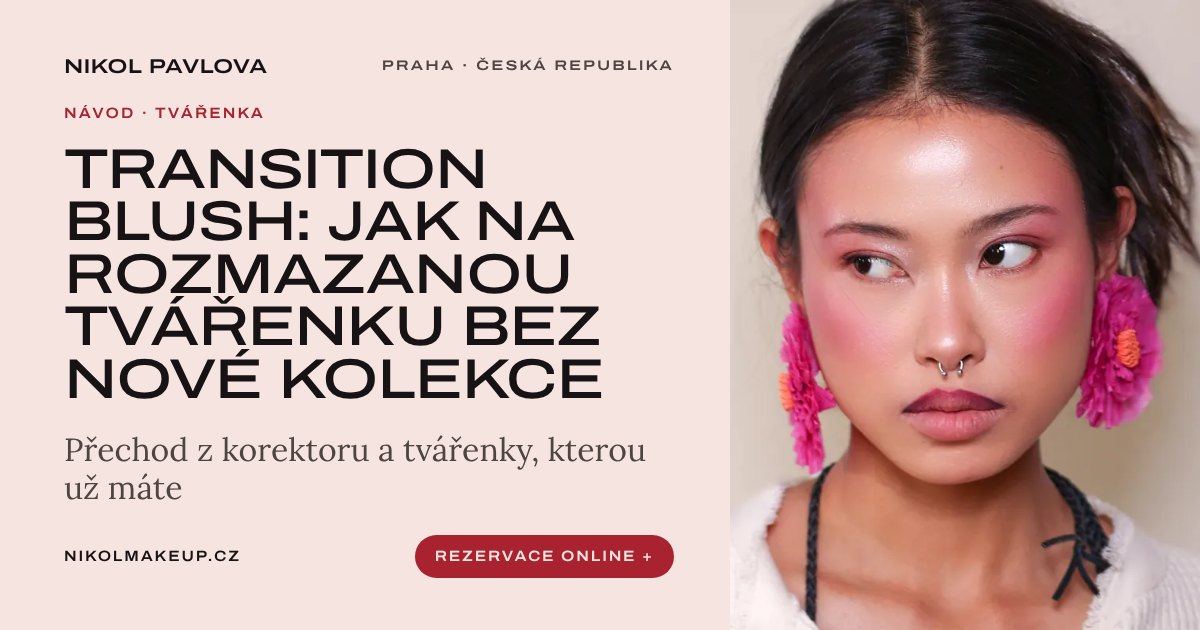 NIKOL PAVLOVA
PRAHA · ČESKÁ REPUBLIKA
NÁVOD · TVÁŘENKA
TRANSITION
BLUSH: JAK NA
ROZMAZANOU
TVÁŘENKU BEZ
NOVÉ KOLEKCE
Přechod z korektoru a tvářenky, kterou
už máte
NIKOLMAKEUP.CZ
REZERVACE ONLINE +